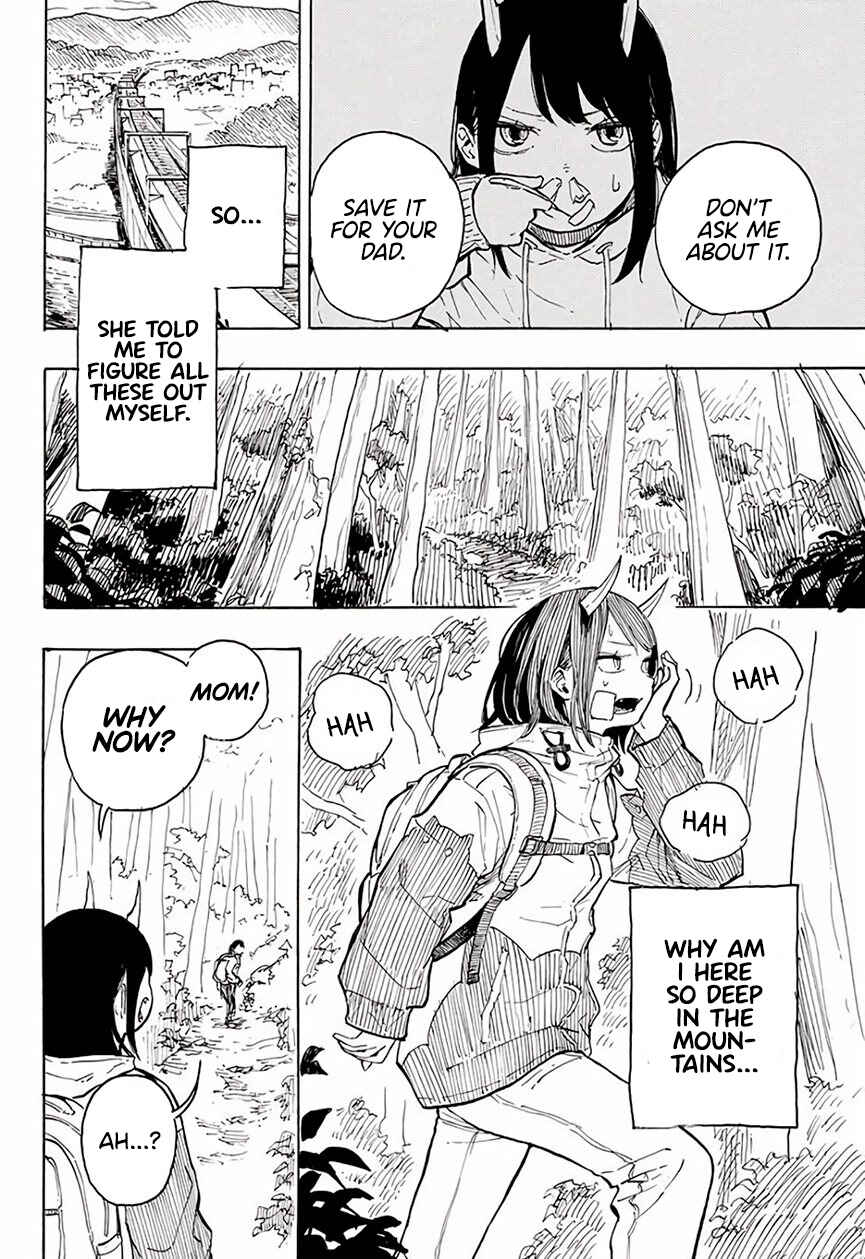 DON'T
ASK ME
ABOUT IT.
SAVE IT
FOR YOUR
DAD.
SO...
SHE TOLD
ME TO
FIGURE ALL
THESE OUT
MYSELF.
HAH
HAH
HAH
WHY AM
I HERE
SO DEEP
IN THE
MOUN-
TAINS...
MOM!
WHY
NOW?
AH...?